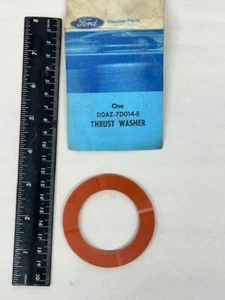 Ford
Genuine Parts
One
D0AZ-7D014-E
THRUST WASHER